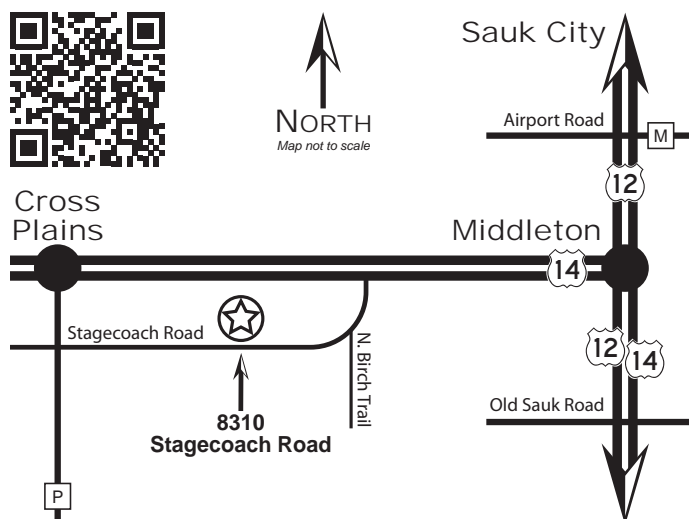 Sauk City
NORTH
Map not to scale
Airport Road
M
12
Cross
Plains
Middleton
14
Stagecoach Road
N. Birch Trail
12
14
8310
Stagecoach Road
Old Sauk Road
P